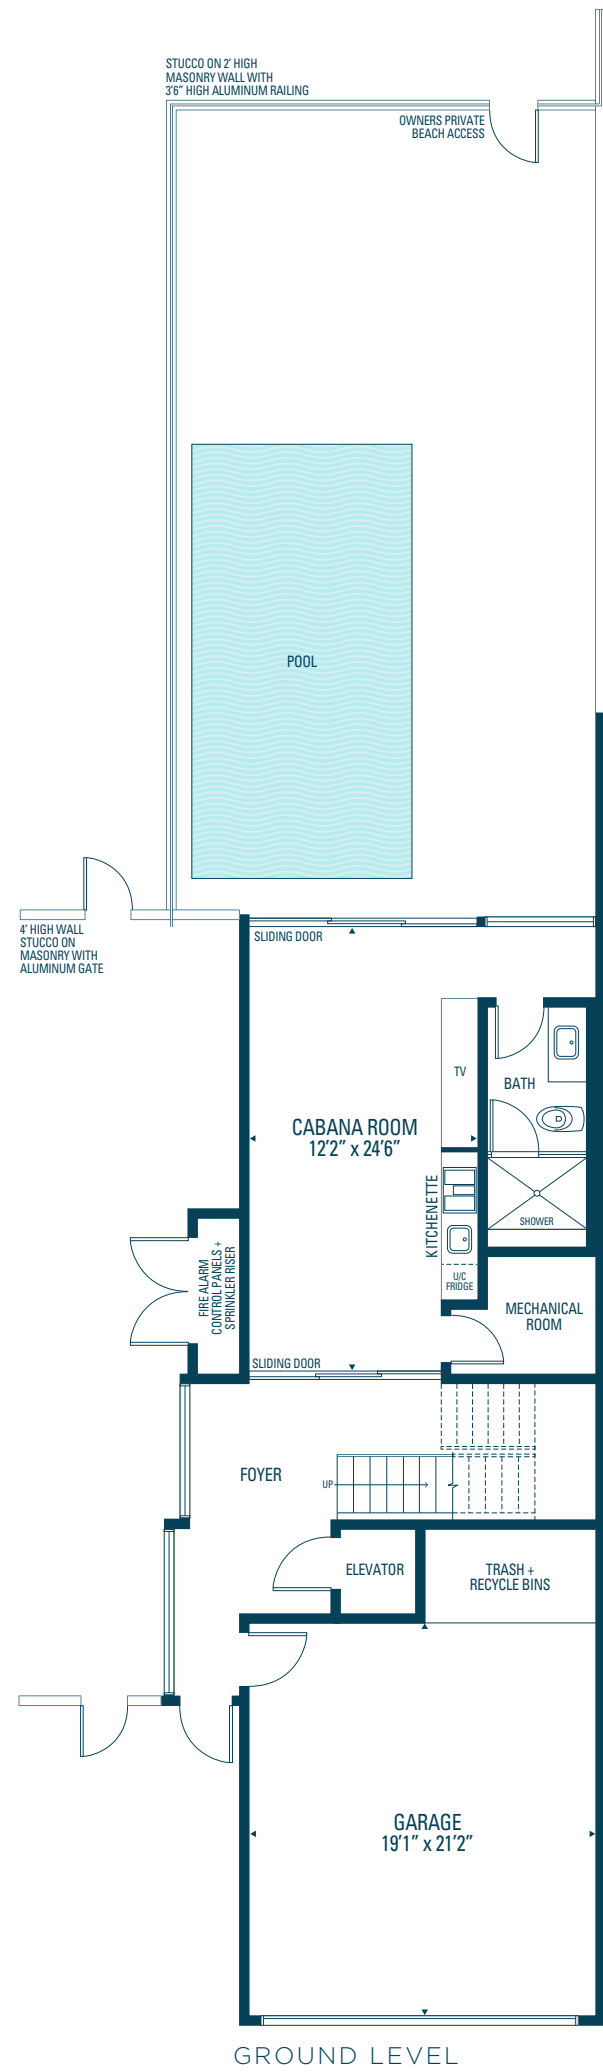 STUCCO ON 2' HIGH
MASONRY WALL WITH
3'6" HIGH ALUMINUM RAILING
OWNERS PRIVATE
BEACH ACCESS
POOL
4' HIGH WALL
STUCCO ON
MASONRY WITH
ALUMINUM GATE
SLIDING DOOR
TV
BATH
CABANA ROOM
12'2" x 24'6"
KITCHENETTE
SHOWER
FIRE ALARM
CONTROL PANELS +
SPRINKLER RISER
U/C
FRIDGE
MECHANICAL
ROOM
SLIDING DOOR
FOYER
UP
ELEVATOR
TRASH +
RECYCLE BINS
GARAGE
19'1" x 21'2"
GROUND LEVEL